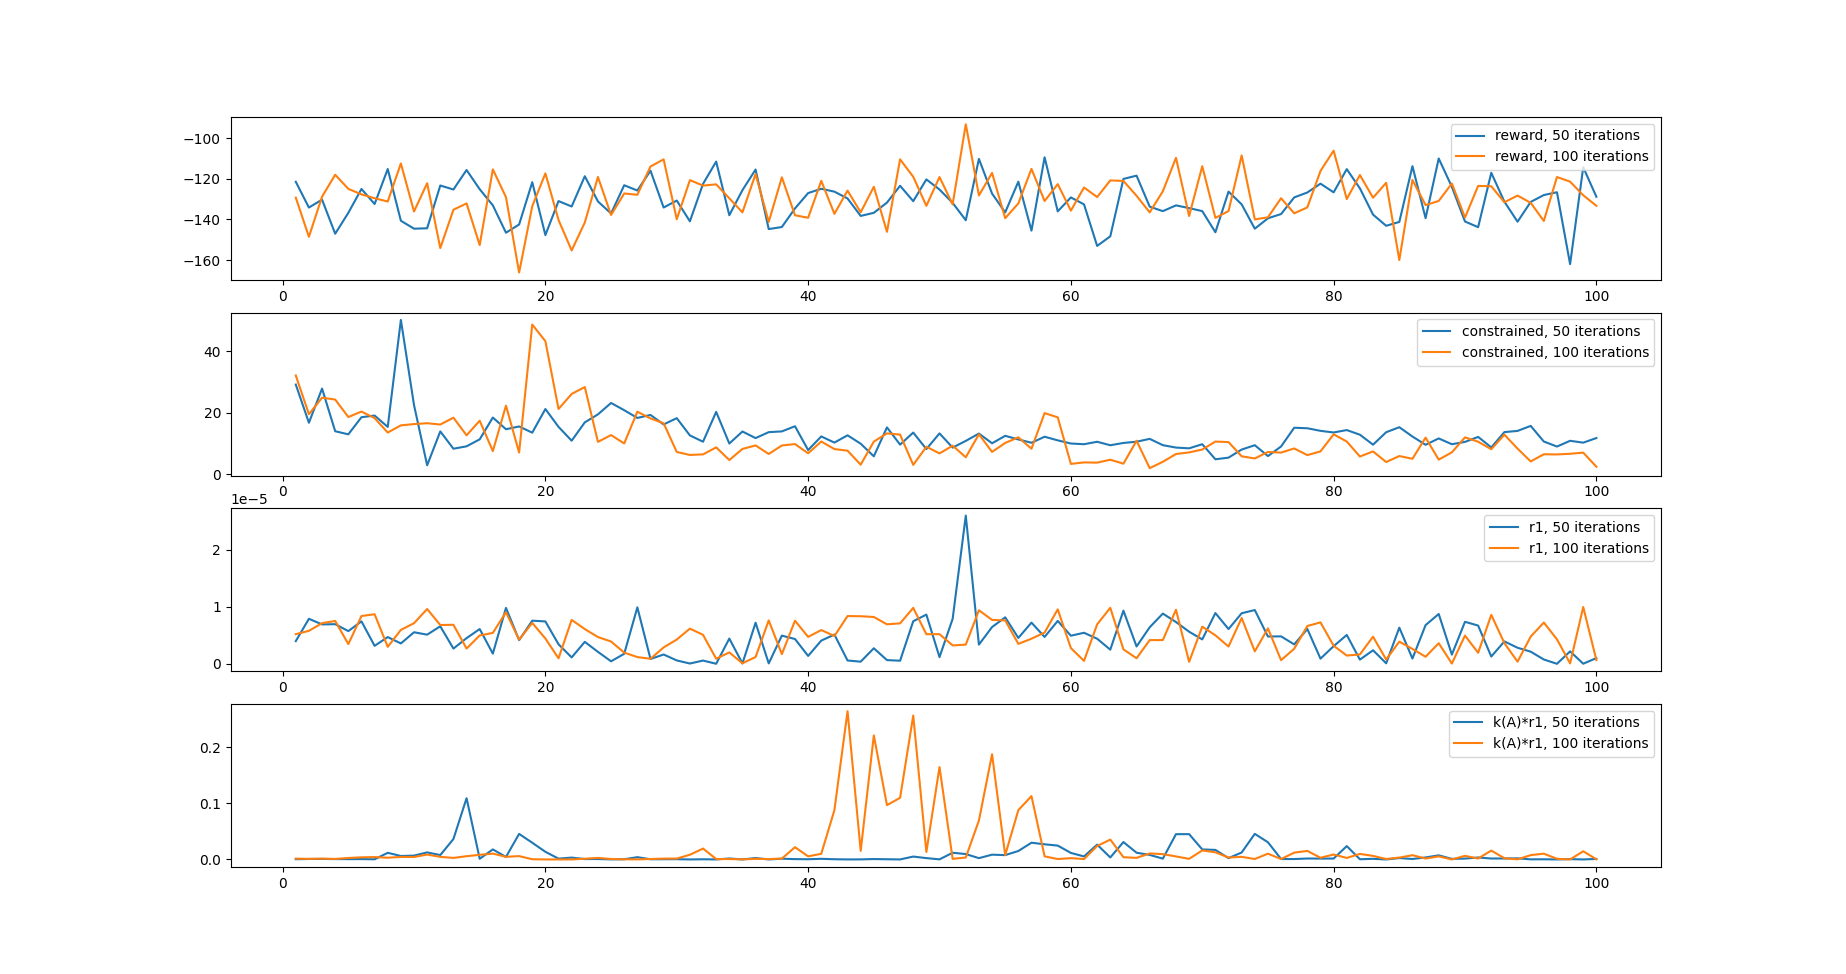 −100
−120
−140
−160
reward, 50 iterations
reward, 100 iterations
0 20 40 60 80 100
40
20
0
constrained, 50 iterations
constrained, 100 iterations
0 20 40 60 80 100
1e−5
2
1
0
r1, 50 iterations
r1, 100 iterations
0 20 40 60 80 100
0.2
0.1
0.0
k(A)*r1, 50 iterations
k(A)*r1, 100 iterations
0 20 40 60 80 100